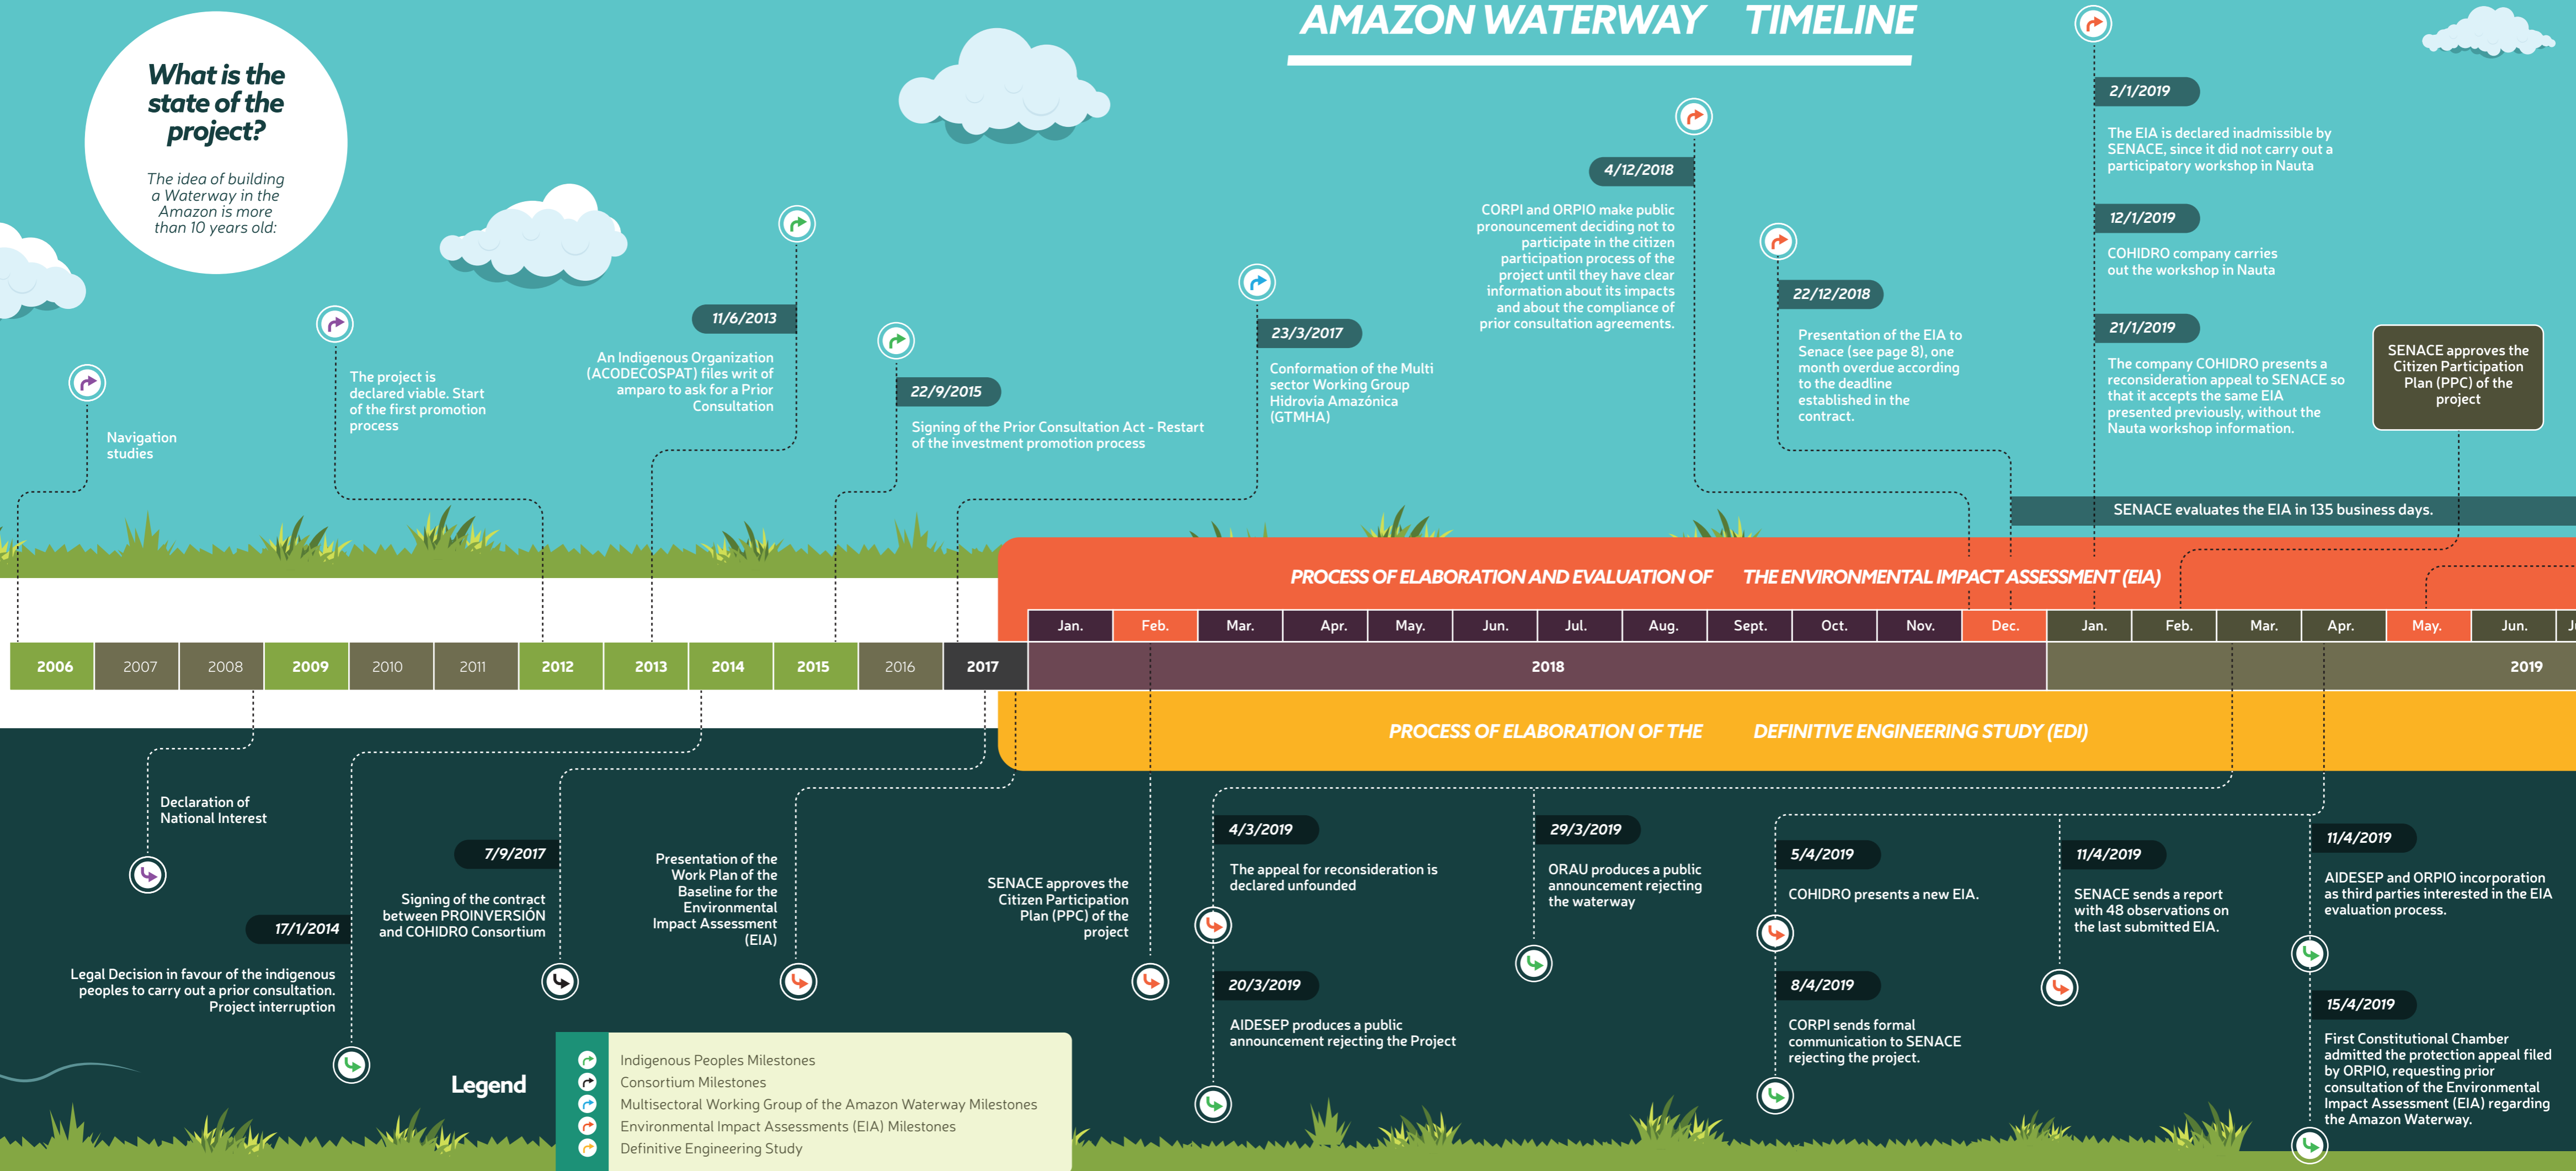 AMAZON WATERWAY TIMELINE
What is the
state of the
project?
The idea of building
a Waterway in the
Amazon is more
than 10 years old:
Navigation
studies
The project is
declared viable. Start
of the first promotion
process
11/6/2013
An Indigenous Organization
(ACODECOSPAT) files writ of
amparo to ask for a Prior
Consultation
22/9/2015
Signing of the Prior Consultation Act - Restart
of the investment promotion process
23/3/2017
Conformation of the Multi
sector Working Group
Hidrovía Amazónica
(GTMHA)
4/12/2018
CORPI and ORPIO make public
pronouncement deciding not to
participate in the citizen
participation process of the
project until they have clear
information about its impacts
and about the compliance of
prior consultation agreements.
22/12/2018
Presentation of the EIA to
Senace (see page 8), one
month overdue according
to the deadline
established in the
contract.
2/1/2019
The EIA is declared inadmissible by
SENACE, since it did not carry out a
participatory workshop in Nauta
12/1/2019
COHIDRO company carries
out the workshop in Nauta
21/1/2019
The company COHIDRO presents a
reconsideration appeal to SENACE so
that it accepts the same EIA
presented previously, without the
Nauta workshop information.
SENACE approves the
Citizen Participation
Plan (PPC) of the
project
SENACE evaluates the EIA in 135 business days.
PROCESS OF ELABORATION AND EVALUATION OF THE ENVIRONMENTAL IMPACT ASSESSMENT (EIA)
Jan. Feb. Mar. Apr. May. Jun. Jul. Aug. Sept. Oct. Nov. Dec. Jan. Feb. Mar. Apr. May. Jun.
2006 2007 2008 2009 2010 2011 2012 2013 2014 2015 2016 2017 2018 2019
PROCESS OF ELABORATION OF THE DEFINITIVE ENGINEERING STUDY (EDI)
Declaration of
National Interest
17/1/2014
Legal Decision in favour of the indigenous
peoples to carry out a prior consultation.
Project interruption
7/9/2017
Signing of the contract
between PROINVERSIÓN
and COHIDRO Consortium
Presentation of the
Work Plan of the
Baseline for the
Environmental
Impact Assessment
(EIA)
SENACE approves the
Citizen Participation
Plan (PPC) of the
project
4/3/2019
The appeal for reconsideration is
declared unfounded
20/3/2019
AIDESEP produces a public
announcement rejecting the Project
29/3/2019
ORAU produces a public
announcement rejecting
the waterway
5/4/2019
COHIDRO presents a new EIA.
8/4/2019
CORPI sends formal
communication to SENACE
rejecting the project.
11/4/2019
SENACE sends a report
with 48 observations on
the last submitted EIA.
11/4/2019
AIDESEP and ORPIO incorporation
as third parties interested in the EIA
evaluation process.
15/4/2019
First Constitutional Chamber
admitted the protection appeal filed
by ORPIO, requesting prior
consultation of the Environmental
Impact Assessment (EIA) regarding
the Amazon Waterway.
Legend
Indigenous Peoples Milestones
Consortium Milestones
Multisectoral Working Group of the Amazon Waterway Milestones
Environmental Impact Assessments (EIA) Milestones
Definitive Engineering Study